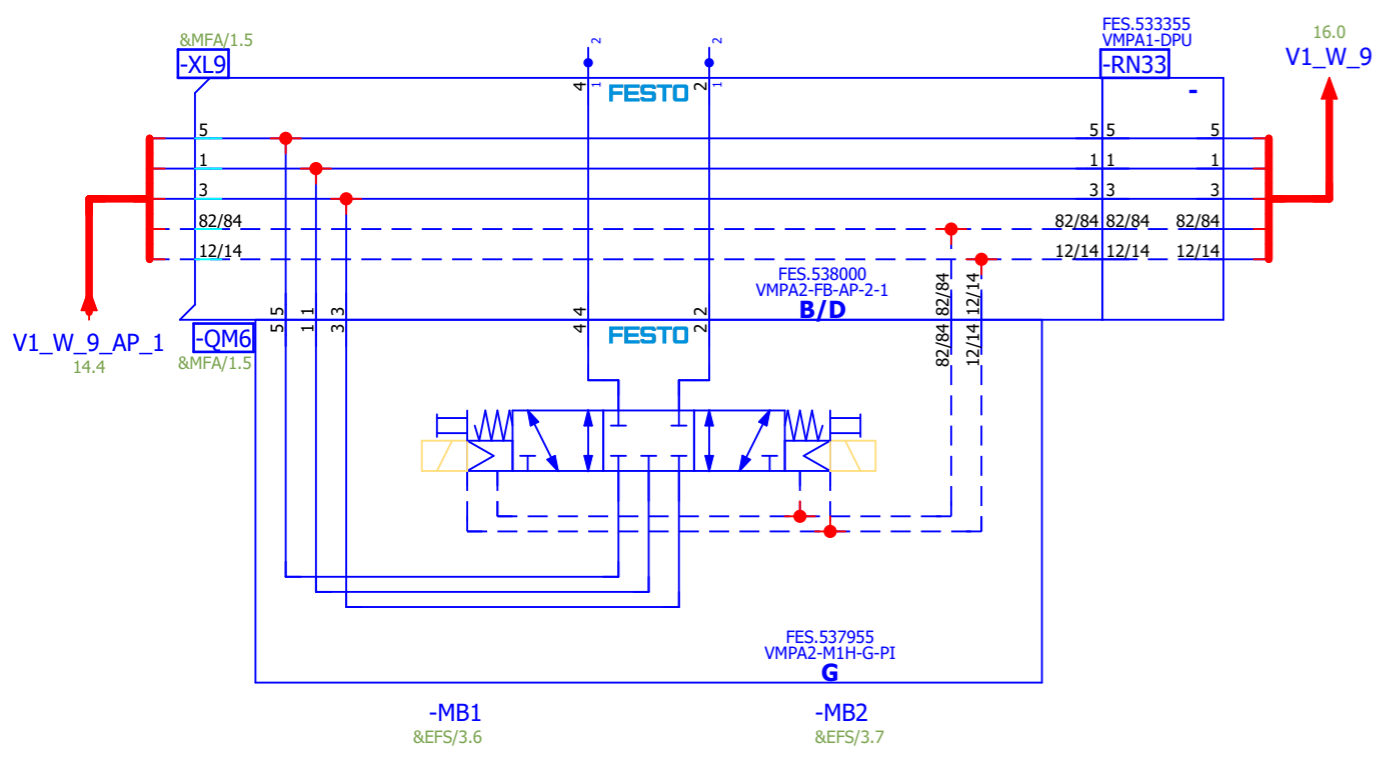 &MFA/1.5
-XL9
2
2
FES.533355
VMPA1-DPU
-RN33
16.0
V1_W_9
4
1
FESTO
2
1
-
5
5
5
5
1
1
1
1
3
3
3
3
82/84
82/84
82/84
82/84
12/14
12/14
12/14
12/14
FES.538000
VMPA2-FB-AP-2-1
B/D
82/84
12/14
5
1
3
4
2
5
1
3
4
FESTO
2
82/84
12/14
V1_W_9_AP_1
14.4
-QM6
&MFA/1.5
FES.537955
VMPA2-M1H-G-PI
G
-MB1
&EFS/3.6
-MB2
&EFS/3.7